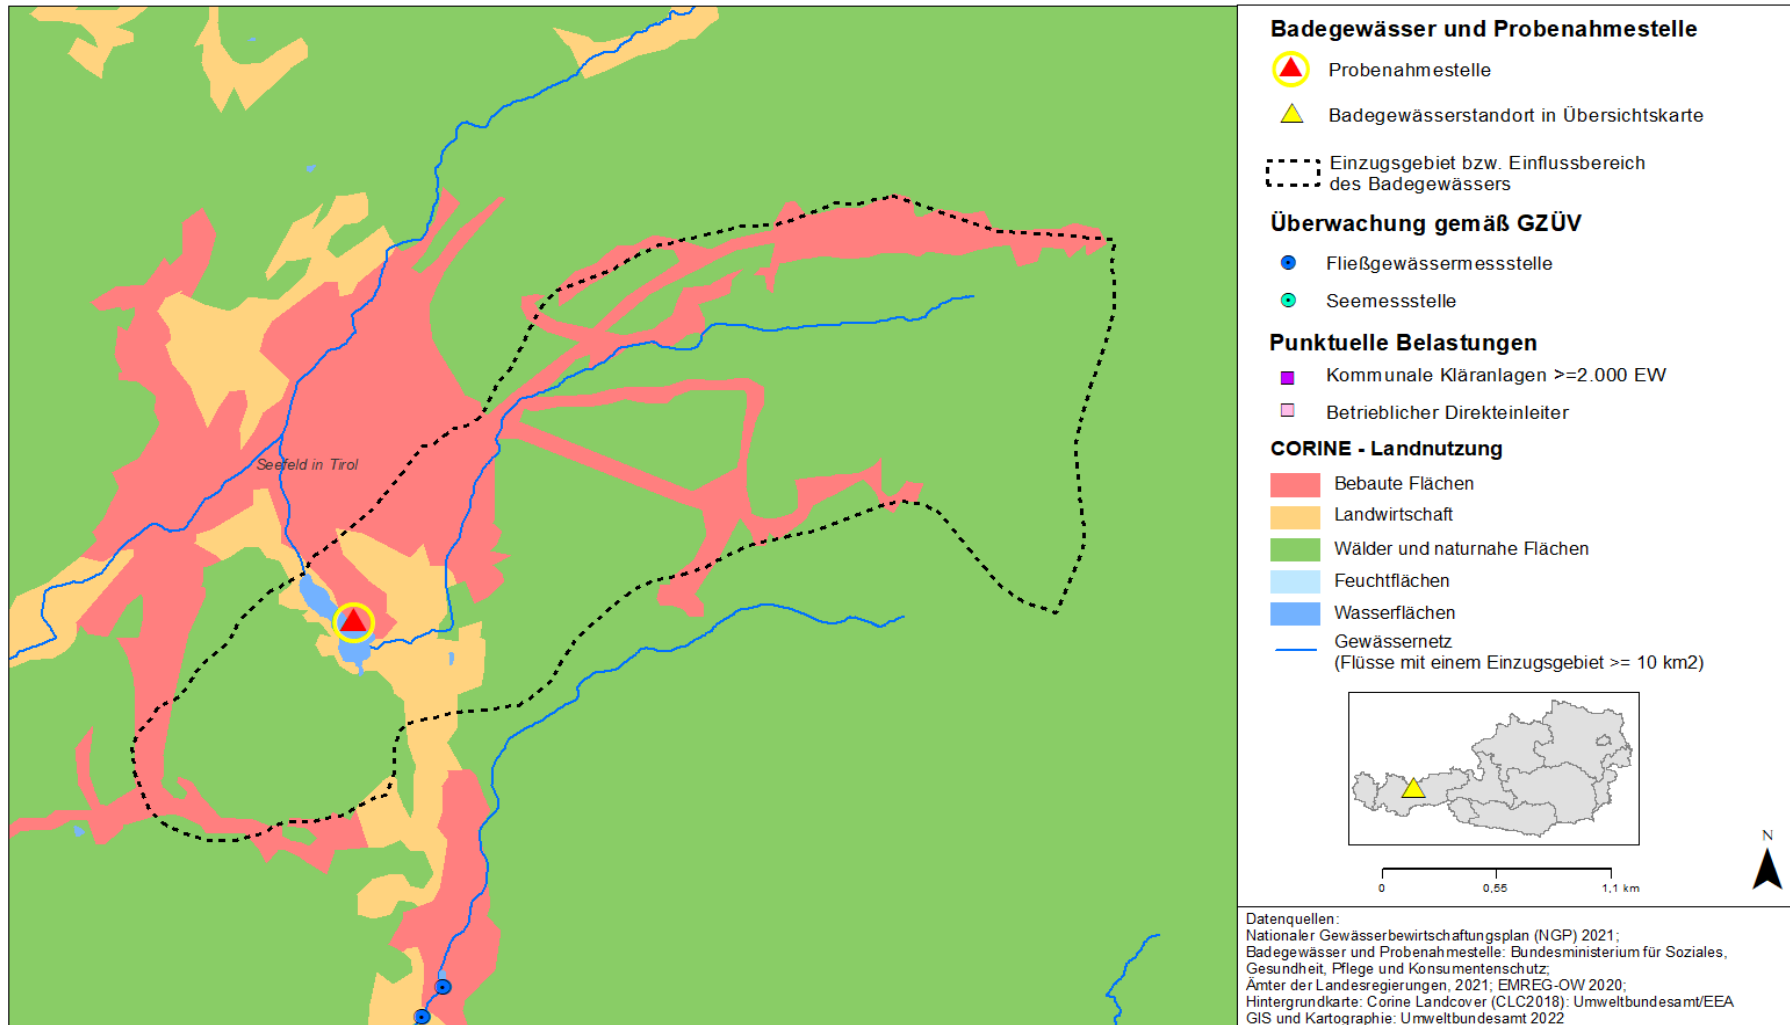 Badegewässer und Probenahmestelle
Probenahmestelle
Badegewässerstandort in Übersichtskarte
Einzugsgebiet bzw. Einflussbereich
des Badegewässers
Überwachung gemäß GZÜV
Fließgewässermessstelle
Seemessstelle
Punktuelle Belastungen
Kommunale Kläranlagen >=2.000 EW
Betrieblicher Direkteinleiter
CORINE - Landnutzung
Bebaute Flächen
Landwirtschaft
Wälder und naturnahe Flächen
Feuchtflächen
Wasserflächen
Gewässernetz
(Flüsse mit einem Einzugsgebiet >= 10 km2)
Seefeld in Tirol
N
0 0,55 1,1 km
Datenquellen:
Nationaler Gewässerbewirtschaftungsplan (NGP) 2021;
Badegewässer und Probenahmestelle: Bundesministerium für Soziales,
Gesundheit, Pflege und Konsumentenschutz;
Ämter der Landesregierungen, 2021; EMREG-OW 2020;
Hintergrundkarte: Corine Landcover (CLC2018): Umweltbundesamt/EEA
GIS und Kartographie: Umweltbundesamt 2022